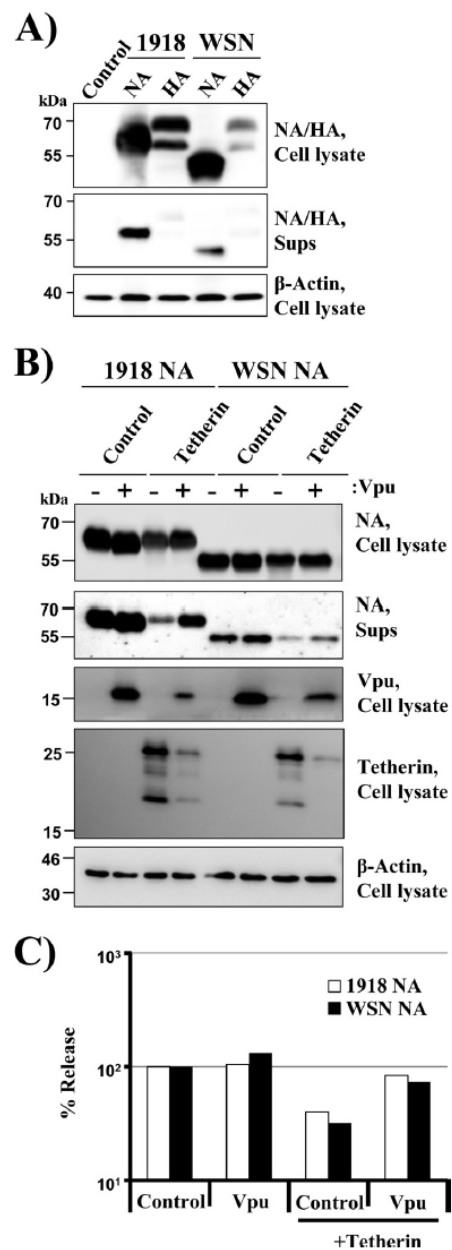 A)
1918 WSN
Control NA HA NA HA
kDa
70
55
NA/HA,
Cell lysate
70
55
NA/HA,
Sups
40
β-Actin,
Cell lysate
B)
1918 NA WSN NA
Control Tetherin Control Tetherin
- + - + - + - + :Vpu
kDa
70
55
NA,
Cell lysate
70
55
NA,
Sups
15
Vpu,
Cell lysate
25
15
Tetherin,
Cell lysate
46
30
β-Actin,
Cell lysate
C)
% Release
10³
10²
10¹
1918 NA
WSN NA
Control Vpu Control Vpu
+Tetherin